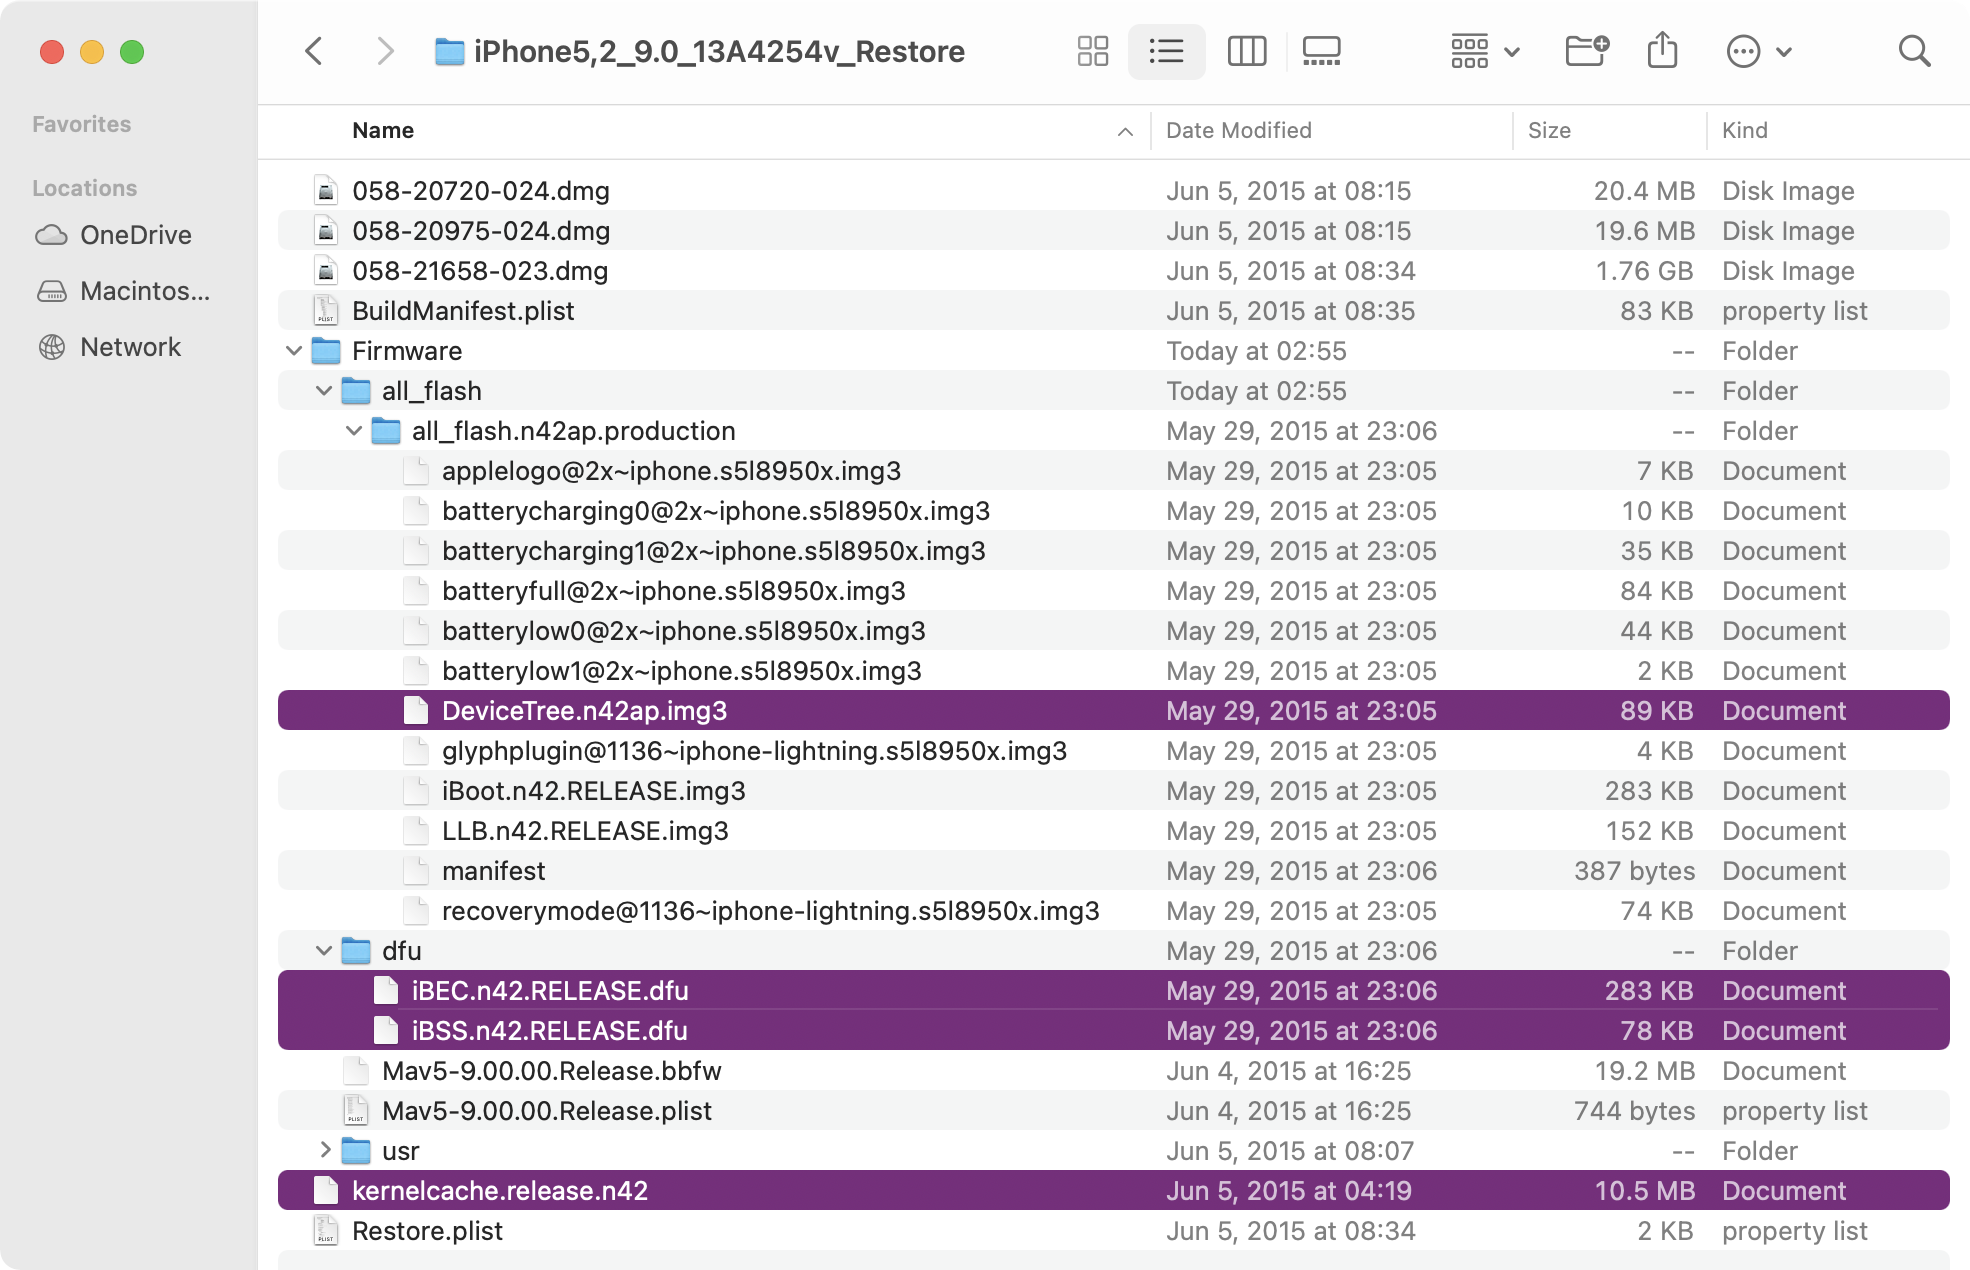 iPhone5,2_9.0_13A4254v_Restore
Favorites
Locations
OneDrive
Macintos...
Network
Name Date Modified Size Kind
058-20720-024.dmg Jun 5, 2015 at 08:15 20.4 MB Disk Image
058-20975-024.dmg Jun 5, 2015 at 08:15 19.6 MB Disk Image
058-21658-023.dmg Jun 5, 2015 at 08:34 1.76 GB Disk Image
BuildManifest.plist Jun 5, 2015 at 08:35 83 KB property list
Firmware Today at 02:55 -- Folder
all_flash Today at 02:55 -- Folder
all_flash.n42ap.production May 29, 2015 at 23:06 -- Folder
applelogo@2x~iphone.s5l8950x.img3 May 29, 2015 at 23:05 7 KB Document
batterycharging0@2x~iphone.s5l8950x.img3 May 29, 2015 at 23:05 10 KB Document
batterycharging1@2x~iphone.s5l8950x.img3 May 29, 2015 at 23:05 35 KB Document
batteryfull@2x~iphone.s5l8950x.img3 May 29, 2015 at 23:05 84 KB Document
batterylow0@2x~iphone.s5l8950x.img3 May 29, 2015 at 23:05 44 KB Document
batterylow1@2x~iphone.s5l8950x.img3 May 29, 2015 at 23:05 2 KB Document
DeviceTree.n42ap.img3 May 29, 2015 at 23:05 89 KB Document
glyphplugin@1136~iphone-lightning.s5l8950x.img3 May 29, 2015 at 23:05 4 KB Document
iBoot.n42.RELEASE.img3 May 29, 2015 at 23:05 283 KB Document
LLB.n42.RELEASE.img3 May 29, 2015 at 23:05 152 KB Document
manifest May 29, 2015 at 23:06 387 bytes Document
recoverymode@1136~iphone-lightning.s5l8950x.img3 May 29, 2015 at 23:05 74 KB Document
dfu May 29, 2015 at 23:06 -- Folder
iBEC.n42.RELEASE.dfu May 29, 2015 at 23:06 283 KB Document
iBSS.n42.RELEASE.dfu May 29, 2015 at 23:06 78 KB Document
Mav5-9.00.00.Release.bbfw Jun 4, 2015 at 16:25 19.2 MB Document
PLIST Mav5-9.00.00.Release.plist Jun 4, 2015 at 16:25 744 bytes property list
usr Jun 5, 2015 at 08:07 -- Folder
kernelcache.release.n42 Jun 5, 2015 at 04:19 10.5 MB Document
Restore.plist Jun 5, 2015 at 08:34 2 KB property list